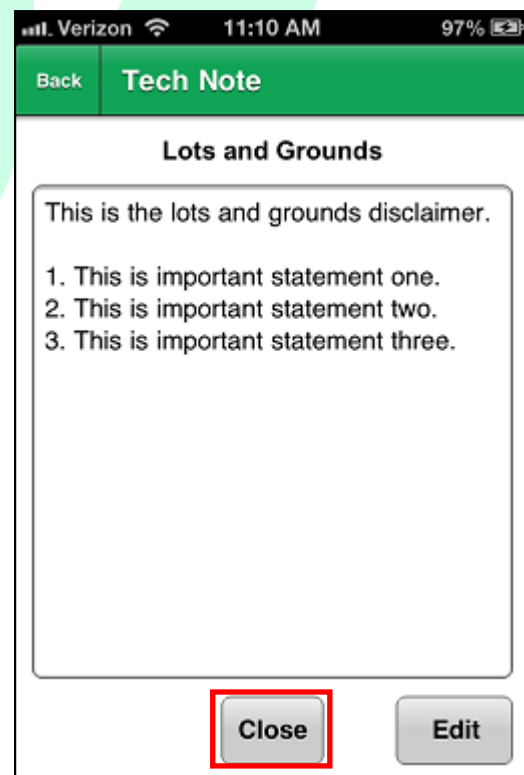 Verizon 11:10 AM 97%
Back Tech Note
Lots and Grounds
This is the lots and grounds disclaimer.
1. This is important statement one.
2. This is important statement two.
3. This is important statement three.
Close Edit